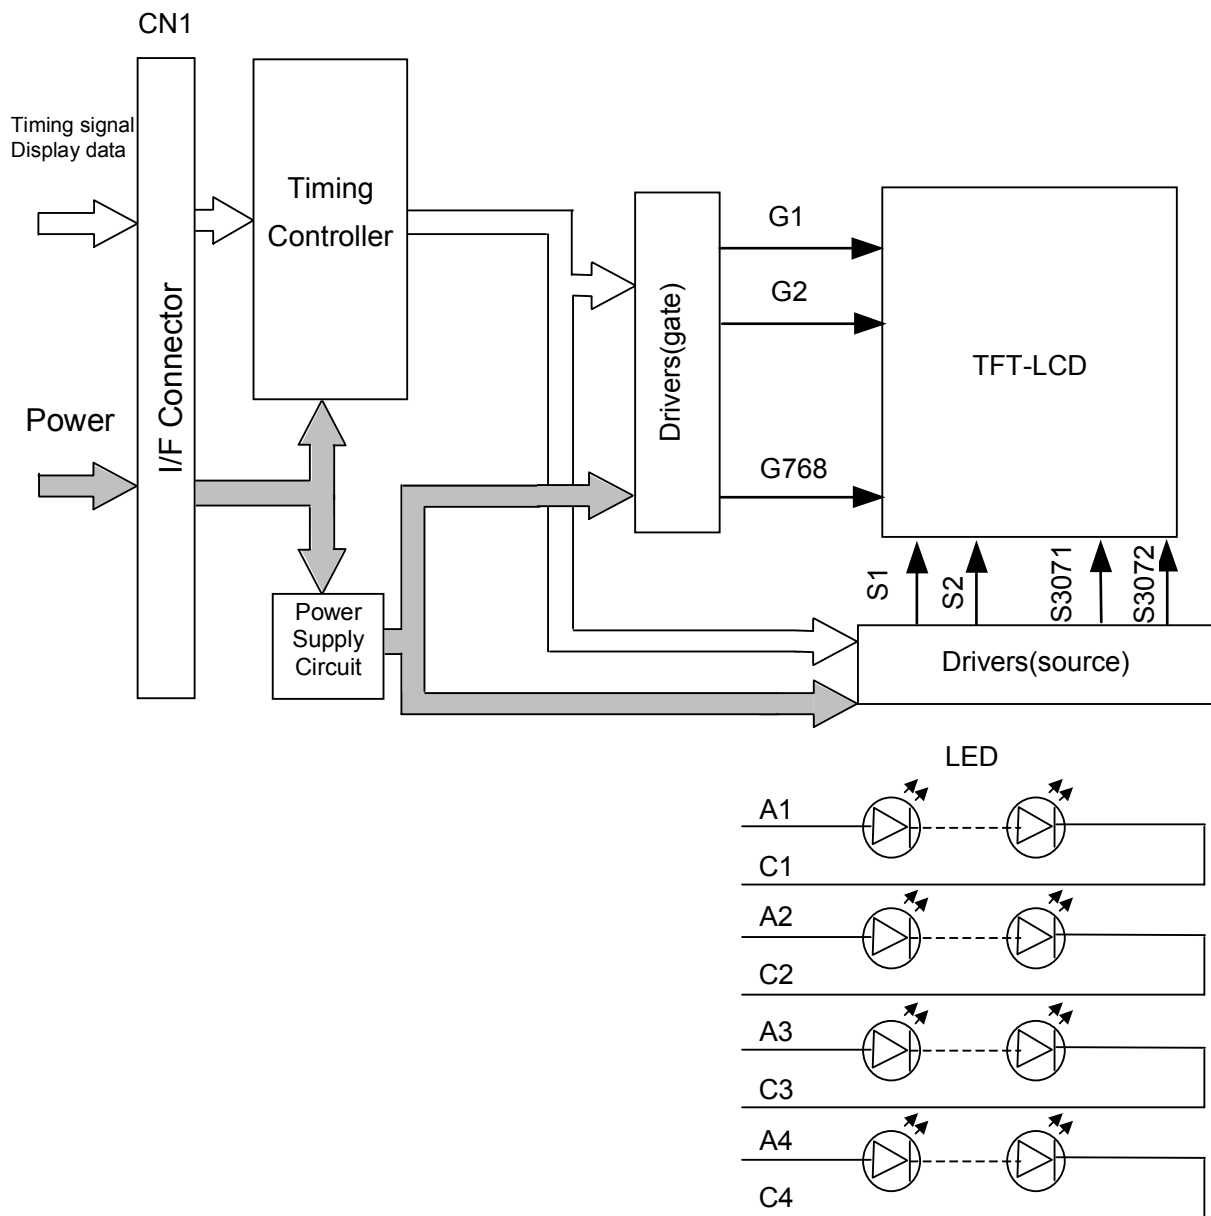 CN1
Timing signal
Display data
Power
I/F Connector
Timing
Controller
Power
Supply
Circuit
Drivers(gate)
G1
G2
G768
TFT-LCD
S1
S2
S3071
S3072
Drivers(source)
LED
A1
C1
A2
C2
A3
C3
A4
C4